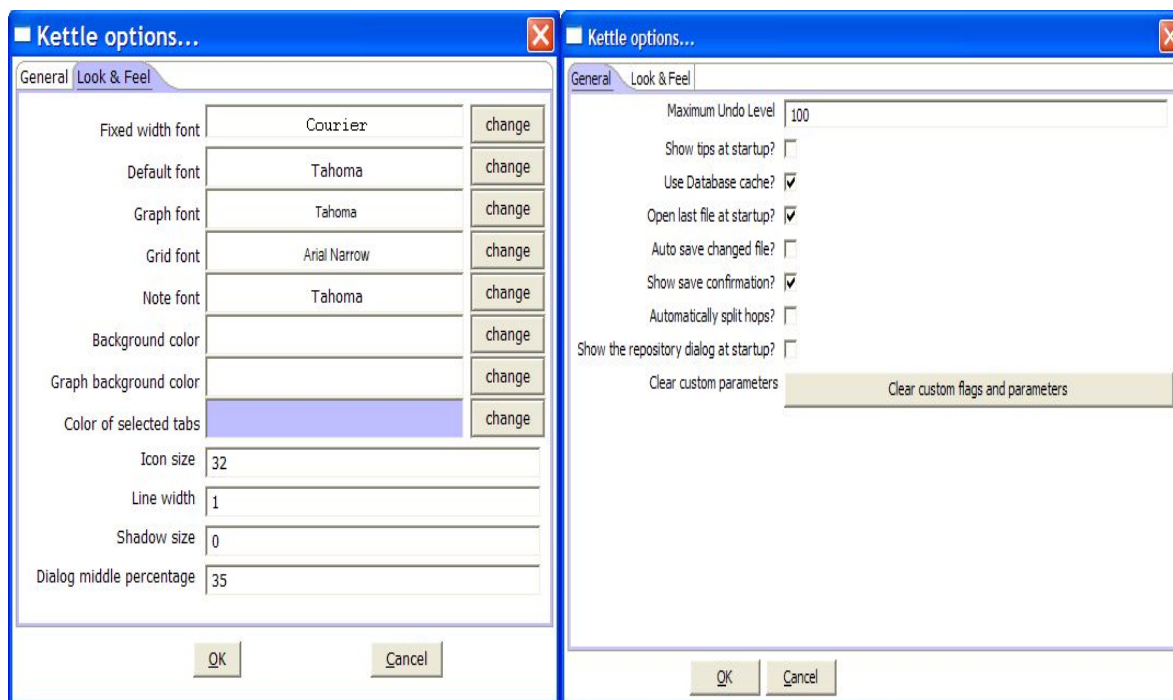 Kettle options...
General Look & Feel
Fixed width font Courier change
Default font Tahoma change
Graph font Tahoma change
Grid font Arial Narrow change
Note font Tahoma change
Background color change
Graph background color change
Color of selected tabs change
Icon size 32
Line width 1
Shadow size 0
Dialog middle percentage 35
OK Cancel
Kettle options...
General Look & Feel
Maximum Undo Level 100
Show tips at startup?
Use Database cache?
Open last file at startup?
Auto save changed file?
Show save confirmation?
Automatically split hops?
Show the repository dialog at startup?
Clear custom parameters Clear custom flags and parameters
OK Cancel